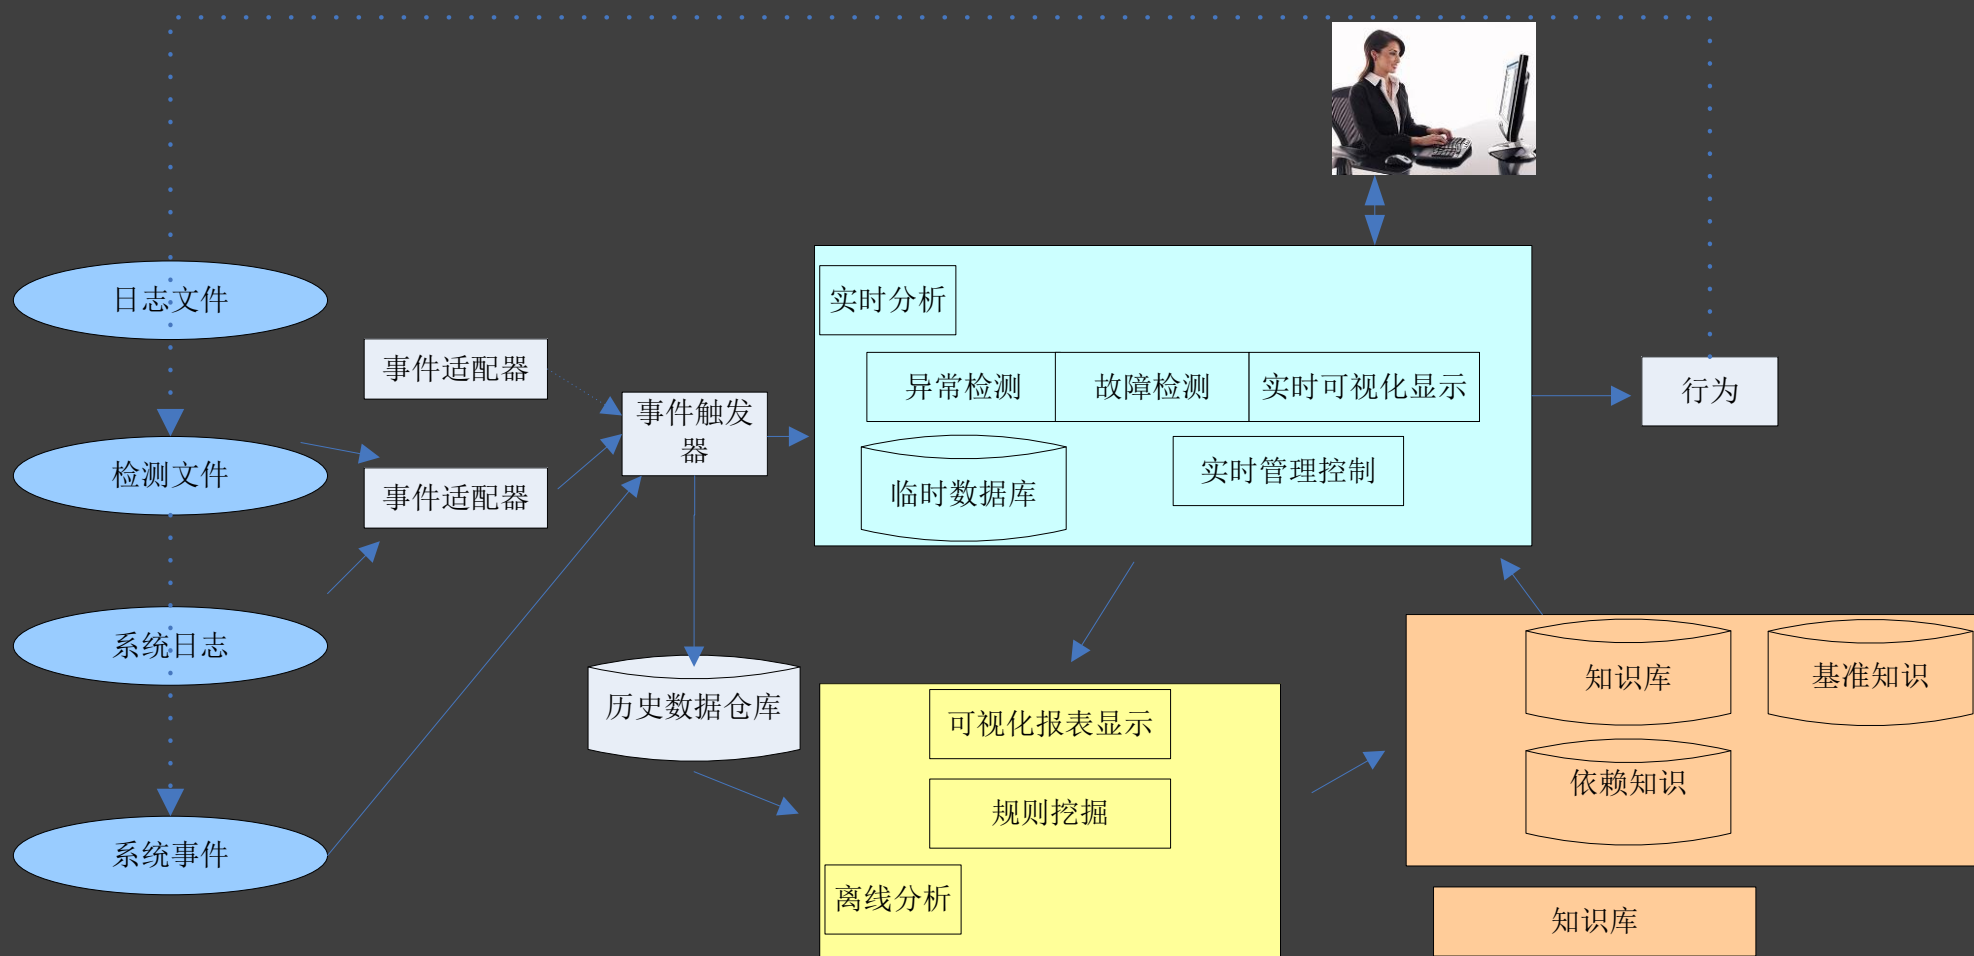 日志文件
检测文件
系统日志
系统事件
事件适配器
事件适配器
事件触发
器
历史数据仓库
实时分析
异常检测
故障检测
实时可视化显示
临时数据库
实时管理控制
行为
可视化报表显示
规则挖掘
离线分析
知识库
基准知识
依赖知识
知识库